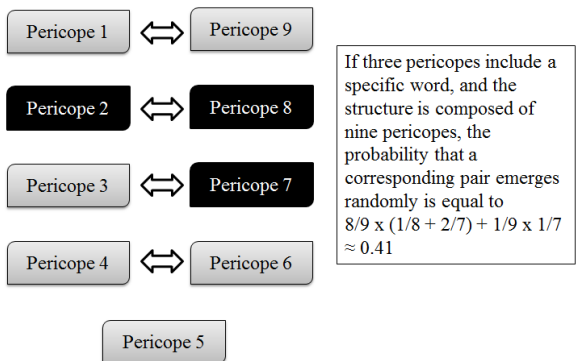 Pericope 1
Pericope 9
Pericope 2
Pericope 8
Pericope 3
Pericope 7
Pericope 4
Pericope 6
Pericope 5
If three pericopes include a
specific word, and the
structure is composed of
nine pericopes, the
probability that a
corresponding pair emerges
randomly is equal to
8/9 x (1/8 + 2/7) + 1/9 x 1/7
≈ 0.41